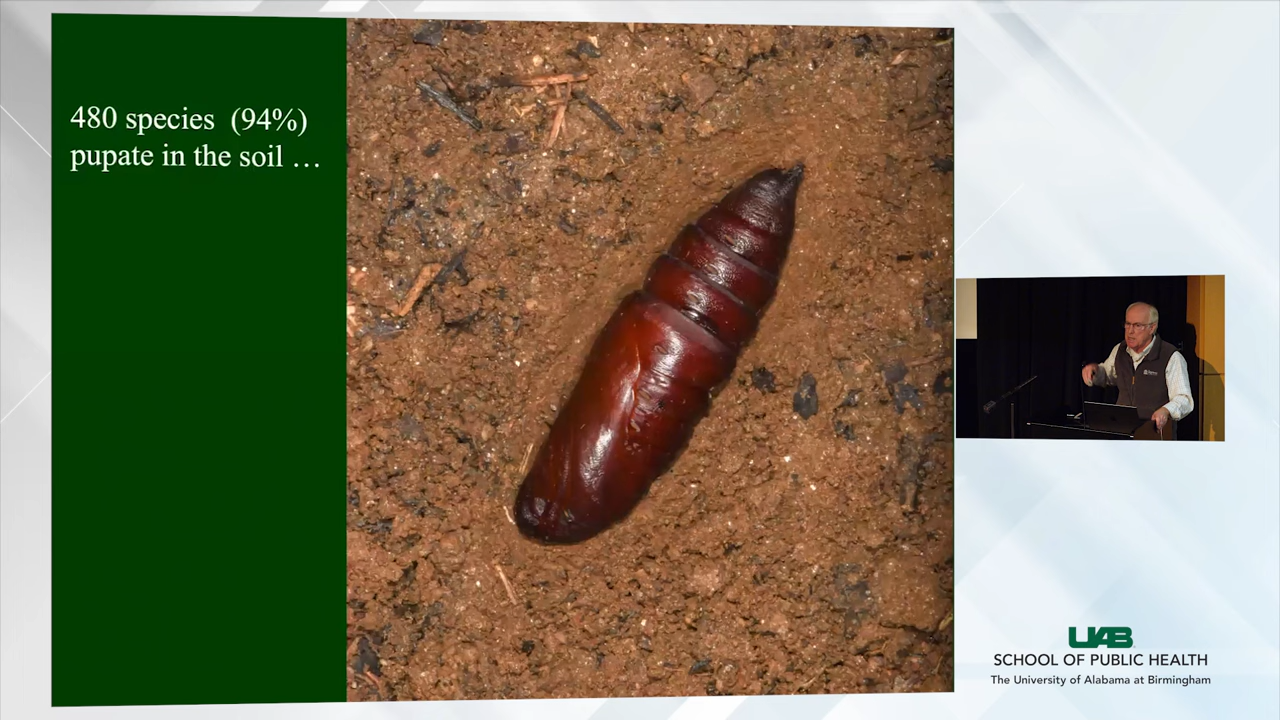 480 species (94%)
pupate in the soil …
UAB
SCHOOL OF PUBLIC HEALTH
The University of Alabama at Birmingham